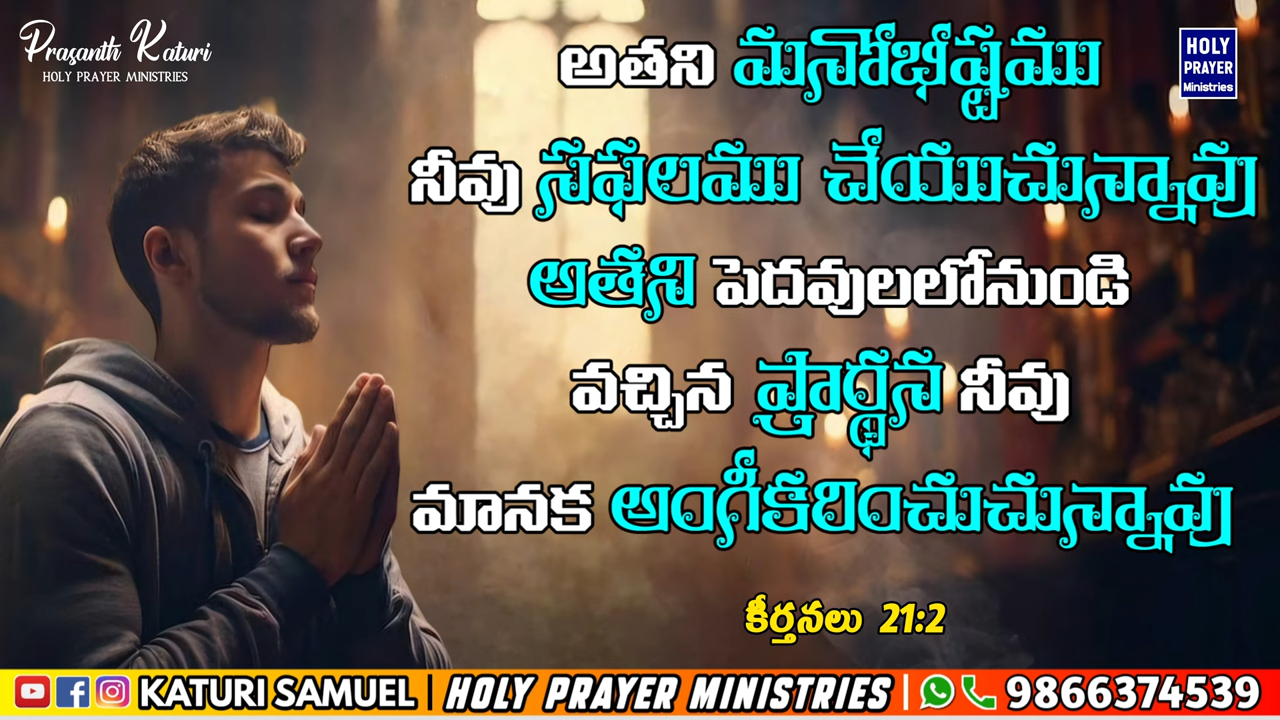 Prasanth Katuri
HOLY PRAYER MINISTRIES
HOLY
PRAYER
Ministries
అతని మనోభీష్టము
నీవు సఫలము చేయుచున్నావు
అతని పెదవులలోనుండి
వచ్చిన ప్రార్థన నీవు
మానక అంగీకరించుచున్నావు
కీర్తనలు 21:2
KATURI SAMUEL | HOLY PRAYER MINISTRIES | 9866374539